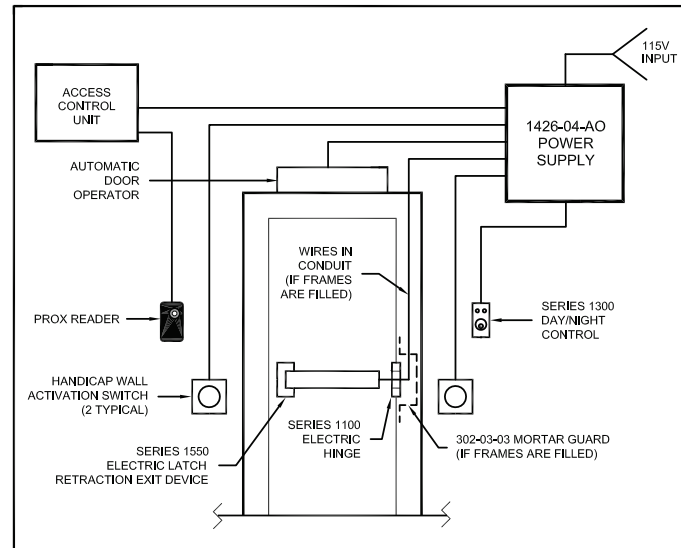 115V
INPUT
ACCESS
CONTROL
UNIT
1426-04-AO
POWER
SUPPLY
AUTOMATIC
DOOR
OPERATOR
WIRES IN
CONDUIT
(IF FRAMES
ARE FILLED)
PROX READER
SERIES 1300
DAY/NIGHT
CONTROL
HANDICAP WALL
ACTIVATION SWITCH
(2 TYPICAL)
SERIES 1550
ELECTRIC LATCH
RETRACTION EXIT DEVICE
SERIES 1100
ELECTRIC
HINGE
302-03-03 MORTAR GUARD
(IF FRAMES ARE FILLED)